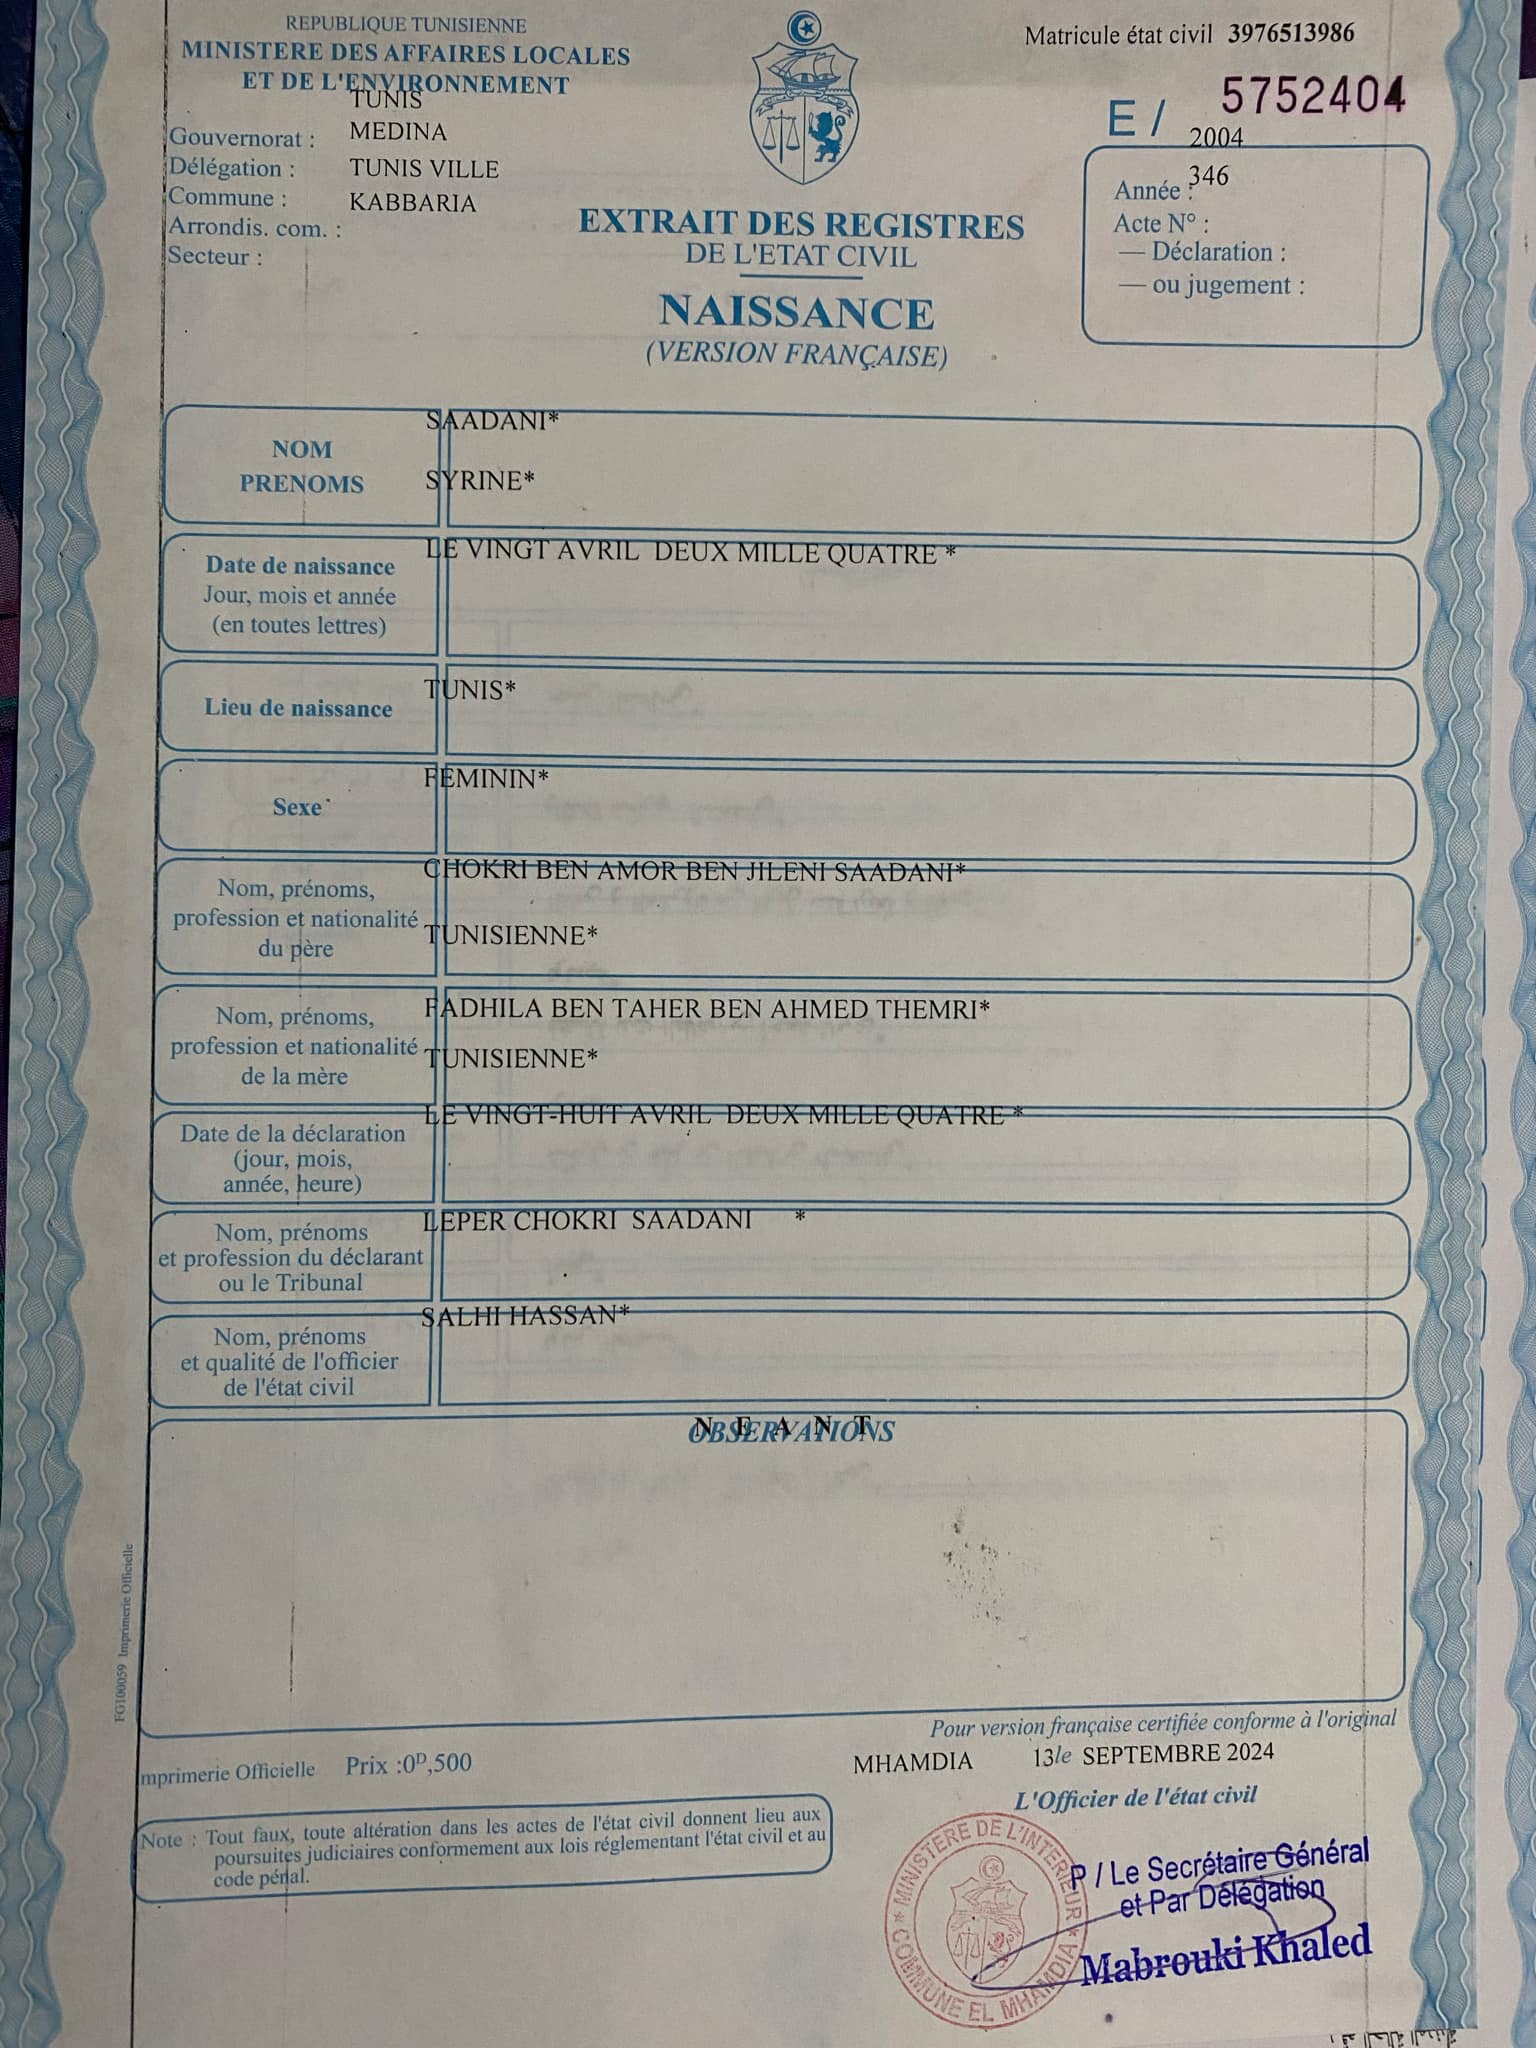 REPUBLIQUE TUNISIENNE
MINISTERE DES AFFAIRES LOCALES
ET DE L'ENVIRONNEMENT
Gouvernorat : TUNIS
Délégation : MEDINA
Commune : TUNIS VILLE
Arrondis. com. : KABBARIA
Secteur :
Matricule état civil 3976513986
E / 5752404
Année : 2004
Acte N° : 346
— Déclaration :
— ou jugement :
EXTRAIT DES REGISTRES
DE L'ETAT CIVIL
NAISSANCE
(VERSION FRANÇAISE)
NOM SAADANI*
PRENOMS SYRINE*
Date de naissance LE VINGT AVRIL DEUX MILLE QUATRE *
Jour, mois et année
(en toutes lettres)
Lieu de naissance TUNIS*
Sexe FEMININ*
Nom, prénoms, CHOKRI BEN AMOR BEN JILENI SAADANI*
profession et nationalité TUNISIENNE*
du père
Nom, prénoms, FADHILA BEN TAHER BEN AHMED THEMRI*
profession et nationalité TUNISIENNE*
de la mère
Date de la déclaration LE VINGT-HUIT AVRIL DEUX MILLE QUATRE *
(jour, mois,
année, heure)
Nom, prénoms LEPER CHOKRI SAADANI *
et profession du déclarant
ou le Tribunal
Nom, prénoms SALHI HASSAN*
et qualité de l'officier
de l'état civil
OBSERVATIONS
N E A N T
FG100059 Imprimerie Officielle
Pour version française certifiée conforme à l'original
mprimerie Officielle Prix :0D,500
MHAMDIA 13le SEPTEMBRE 2024
L'Officier de l'état civil
Note : Tout faux, toute altération dans les actes de l'état civil donnent lieu aux
poursuites judiciaires conformement aux lois réglementant l'état civil et au
code pénal.
* MINISTERE DE L'INTERIEUR *
COMMUNE EL MHAMDIA
P / Le Secrétaire Général
et Par Délégation
Mabrouki Khaled